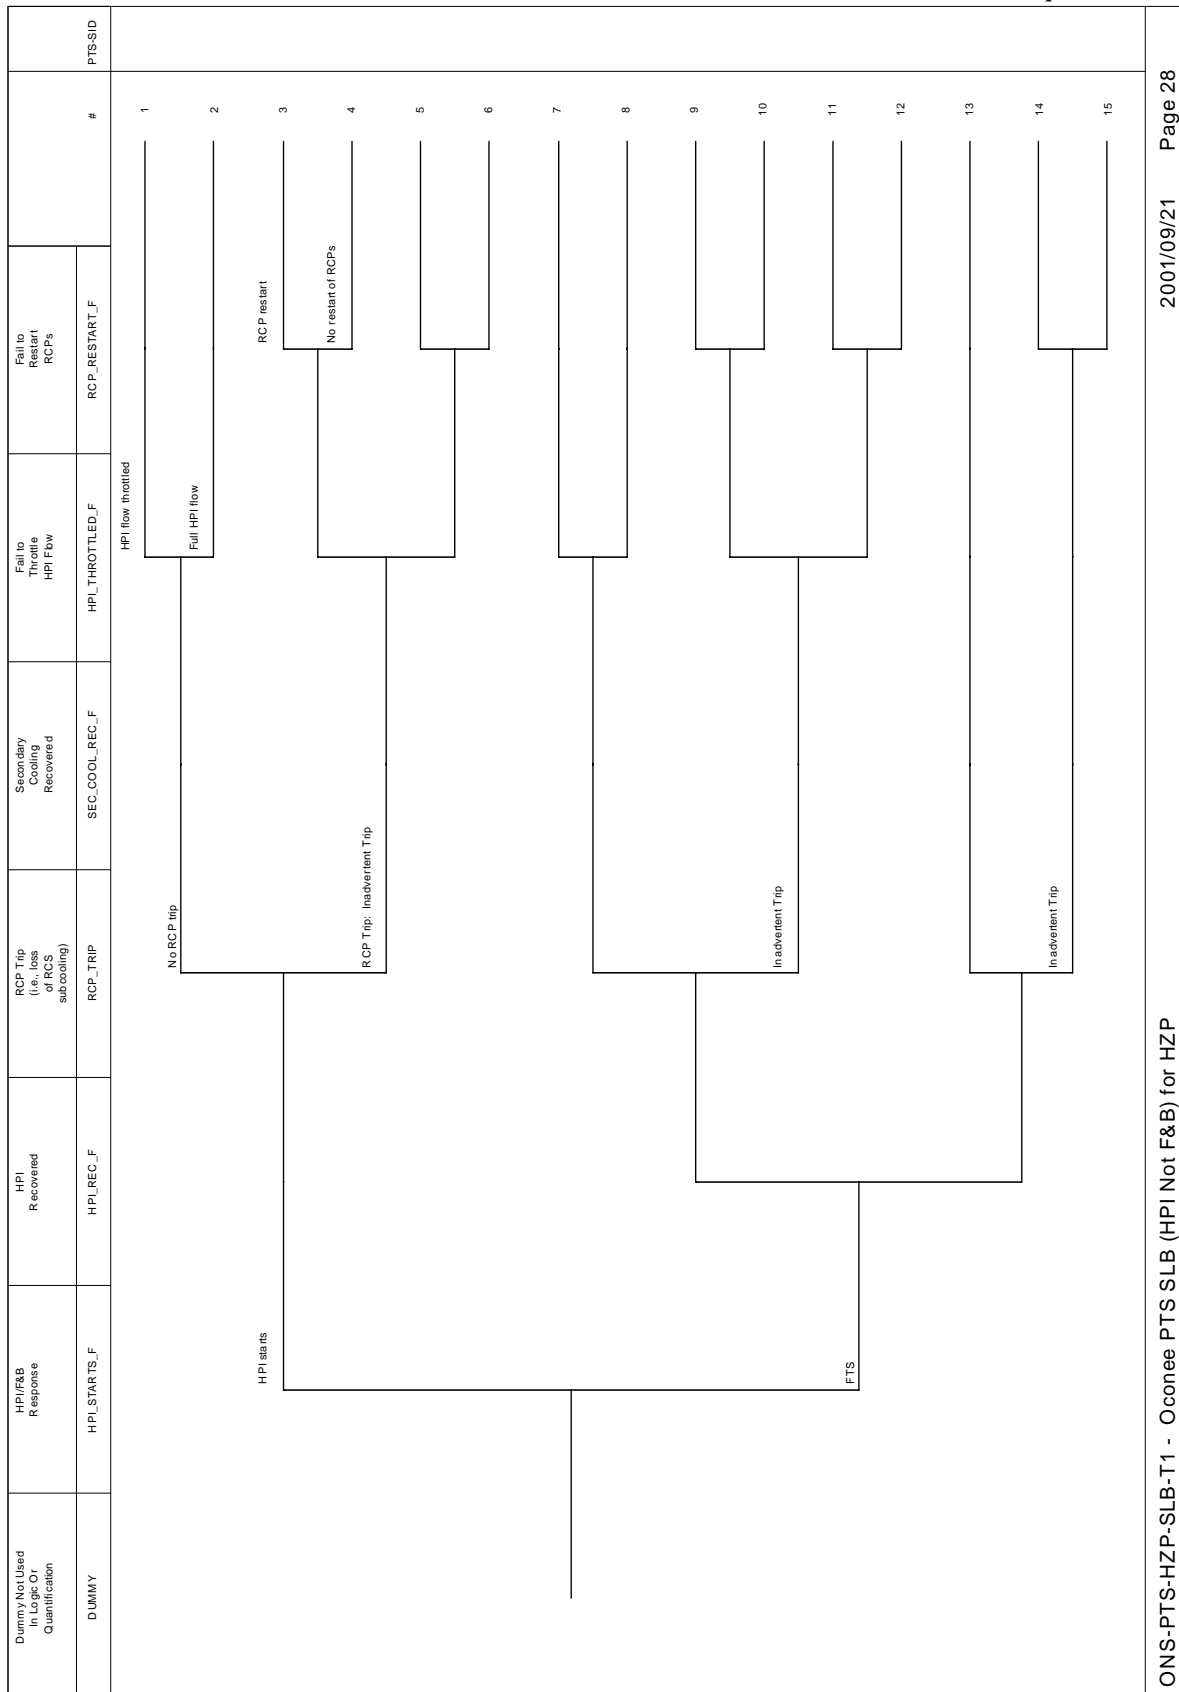 Dummy Not Used
In Logic Or
Quantification
HPI/F&B
Response
HPI
Recovered
RCP Trip
(i.e., loss
of RCS
subcooling)
Secondary
Cooling
Recovered
Fail to
Throttle
HPI Flow
Fail to
Restart
RCPs
DUMMY
HPI_STARTS_F
HPI_REC_F
RCP_TRIP
SEC_COOL_REC_F
HPI_THROTTLED_F
RCP_RESTART_F
#
PTS-SID
HPI flow throttled
1
No RCP trip
Full HPI flow
2
HPI starts
RCP restart
3
No restart of RCPs
4
RCP Trip: Inadvertent Trip
5
6
7
8
9
Inadvertent Trip
10
11
FTS
12
13
Inadvertent Trip
14
15
ONS-PTS-HZP-SLB-T1 - Oconee PTS SLB (HPI Not F&B) for HZP
2001/09/21
Page 28